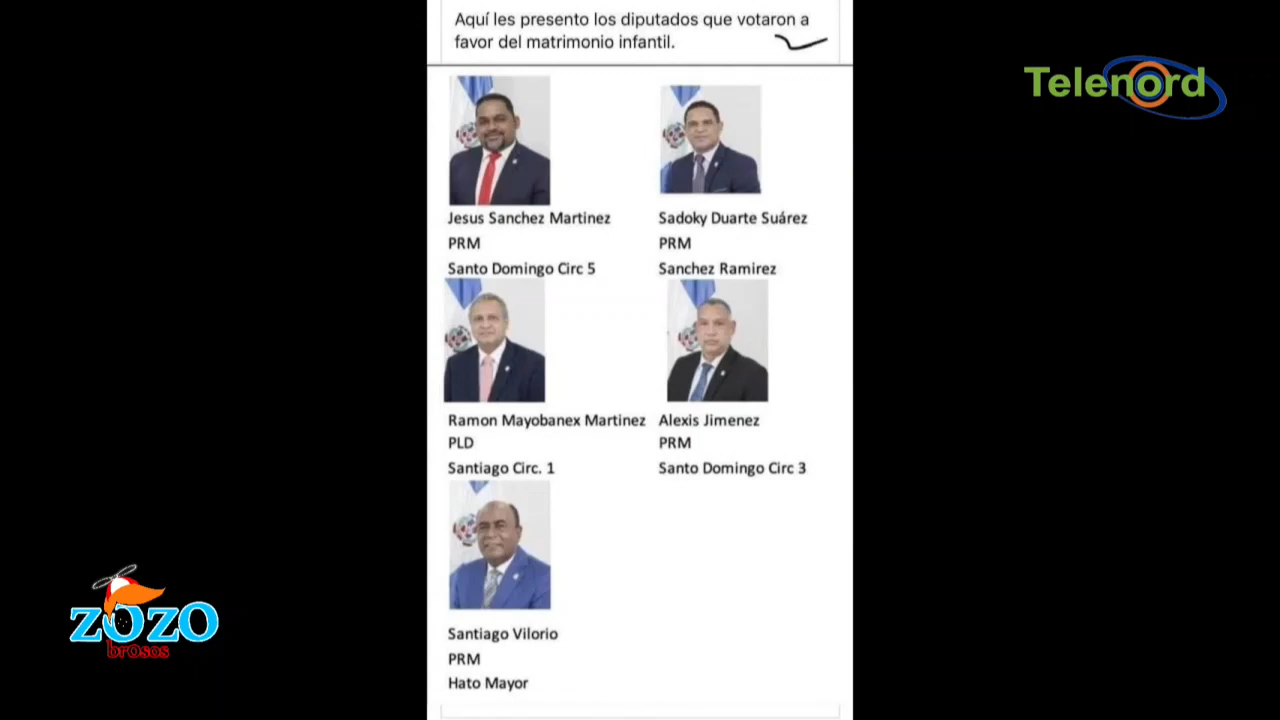 Aquí les presento los diputados que votaron a
favor del matrimonio infantil.
Telenord
Jesus Sanchez Martinez
PRM
Santo Domingo Circ 5
Sadoky Duarte Suárez
PRM
Sanchez Ramirez
Ramon Mayobanex Martinez
PLD
Santiago Circ. 1
Alexis Jimenez
PRM
Santo Domingo Circ 3
Santiago Vilorio
PRM
Hato Mayor
ZOZO
brosos